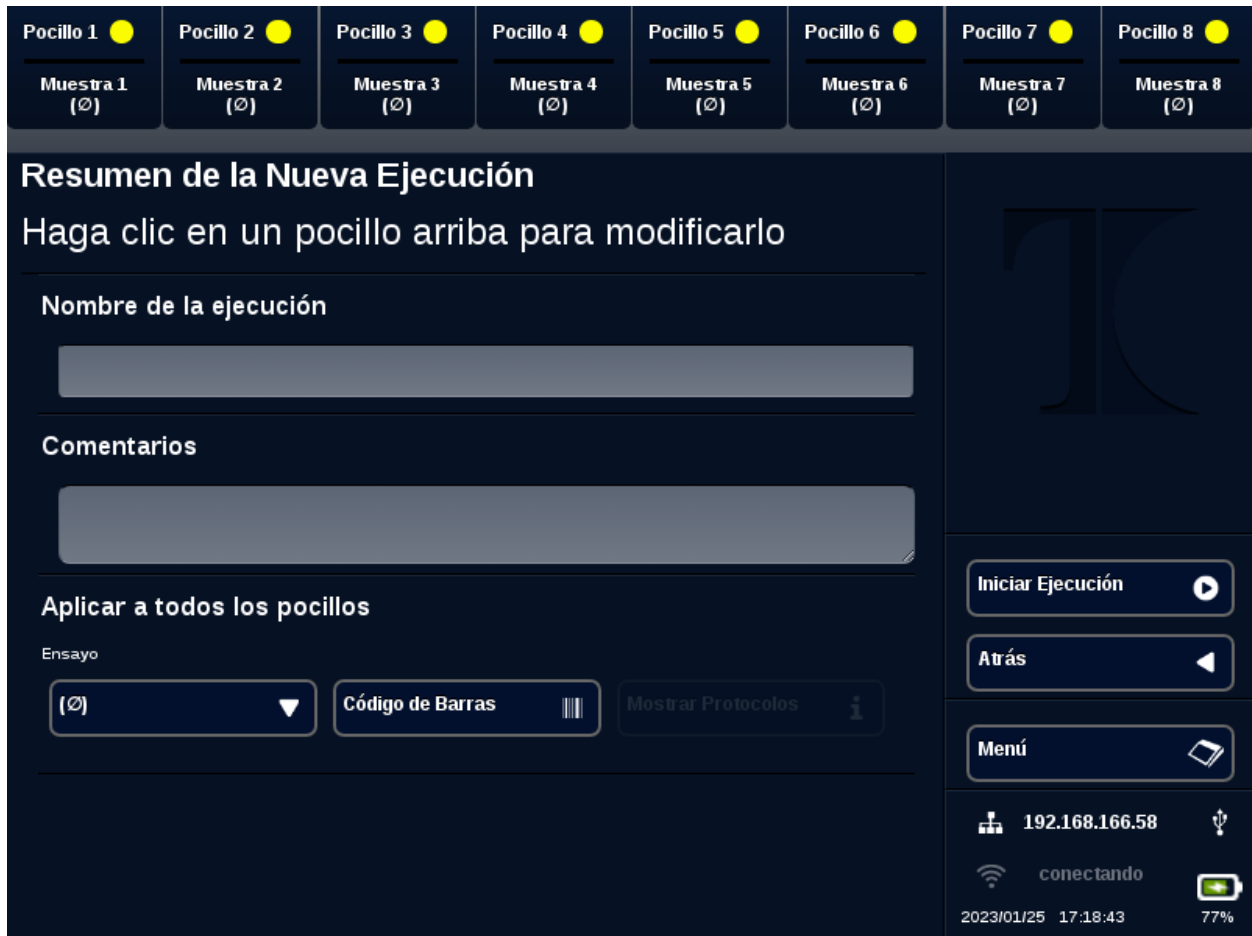 Pocillo 1 Pocillo 2 Pocillo 3 Pocillo 4 Pocillo 5 Pocillo 6 Pocillo 7 Pocillo 8
Muestra 1 Muestra 2 Muestra 3 Muestra 4 Muestra 5 Muestra 6 Muestra 7 Muestra 8
(∅) (∅) (∅) (∅) (∅) (∅) (∅) (∅)
Resumen de la Nueva Ejecución
Haga clic en un pocillo arriba para modificarlo
Nombre de la ejecución
Comentarios
Aplicar a todos los pocillos
Ensayo
(∅) Código de Barras Mostrar Protocolos
TC
Iniciar Ejecución
Atrás
Menú
192.168.166.58
conectando
2023/01/25 17:18:43 77%